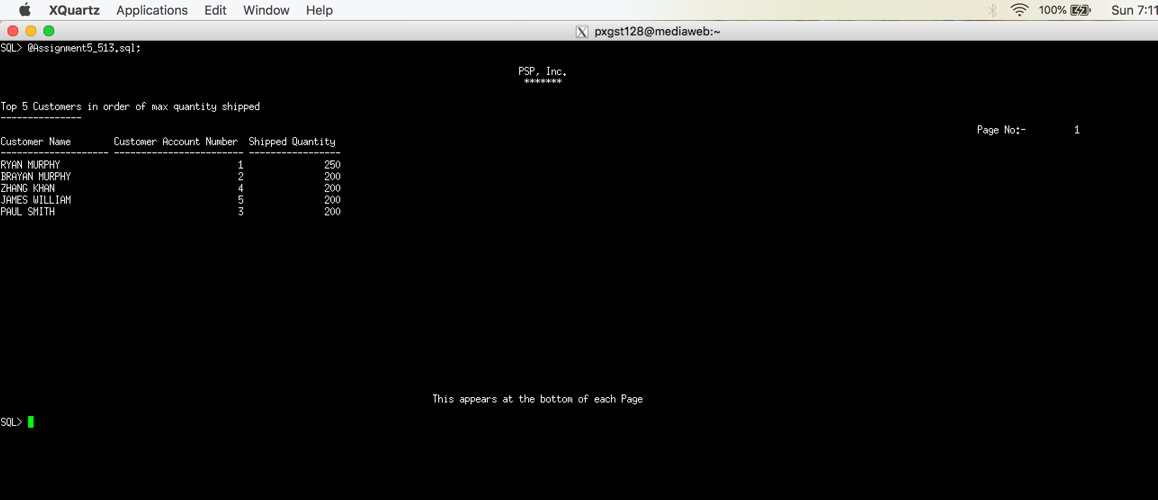 XQuartz Applications Edit Window Help 100% Sun 7:11
pxgst128@mediaweb:~
SQL> @Assignment5_513.sql;
PSP, Inc.
*******
Top 5 Customers in order of max quantity shipped
---------------
Page No:- 1
Customer Name Customer Account Number Shipped Quantity
-------------------- ------------------------ -----------------
RYAN MURPHY 1 250
BRAYAN MURPHY 2 200
ZHANG KHAN 4 200
JAMES WILLIAM 5 200
PAUL SMITH 3 200
This appears at the bottom of each Page
SQL>